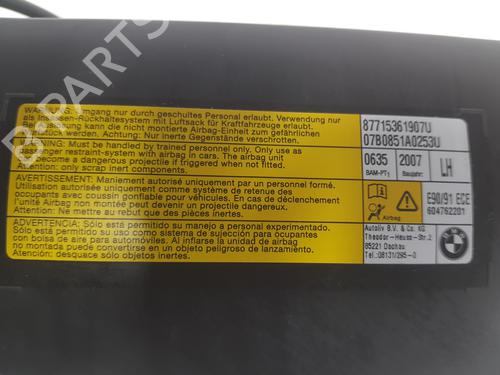 WARNUNG: Umgang nur durch geschultes Personal erlaubt. Verwendung nur
als Insassen-Rückhaltesystem mit Luftsack für Kraftfahrzeuge erlaubt.
Bei Zündung kann die nicht montierte Airbag-Einheit zum gefährlichen
Geschoß werden. Achtung: Nur Inerte Gegenstände verschrotten.
WARNING: Must be handled by trained personnel only. Only use as
passenger restraint-system with airbag in cars. The airbag unit
may become a dangerous projectile if triggered when not fitted.
Attention: only scrap inert components.
AVERTISSEMENT: Maniement autorisé uniquement par un personnel formé.
Utilisation autorisée uniquement en tant que système de retenue des
occupants avec coussin gonflable pour véhicules. En cas de déclenchement
l'unité Airbag non montée peut devenir un projectile dangereux.
Attention: Ne mettre au rebut que des pièces inertes.
ADVERTENCIA: Sólo está permitido su manejo a personal experimentado.
Sólo está permitido su uso como sistema de sujeción para ocupantes
con bolsa de aire para automóviles. Al inflarse la unidad de airbag
no montada puede convertirse en un peligroso objeto de lanzamiento.
Atención: desguace sólo objetos inertes.
87715361907U
07B0851A0253U
0635 2007 LH
BAM-PT₁ Baujahr:
Airbag
E90/91 ECE
604762201
Autoliv B.V. & Co. KG
Theodor-Heuss-Str.2
85221 Dachau
Tel.:08131/295-0
BMW
B-PARTS